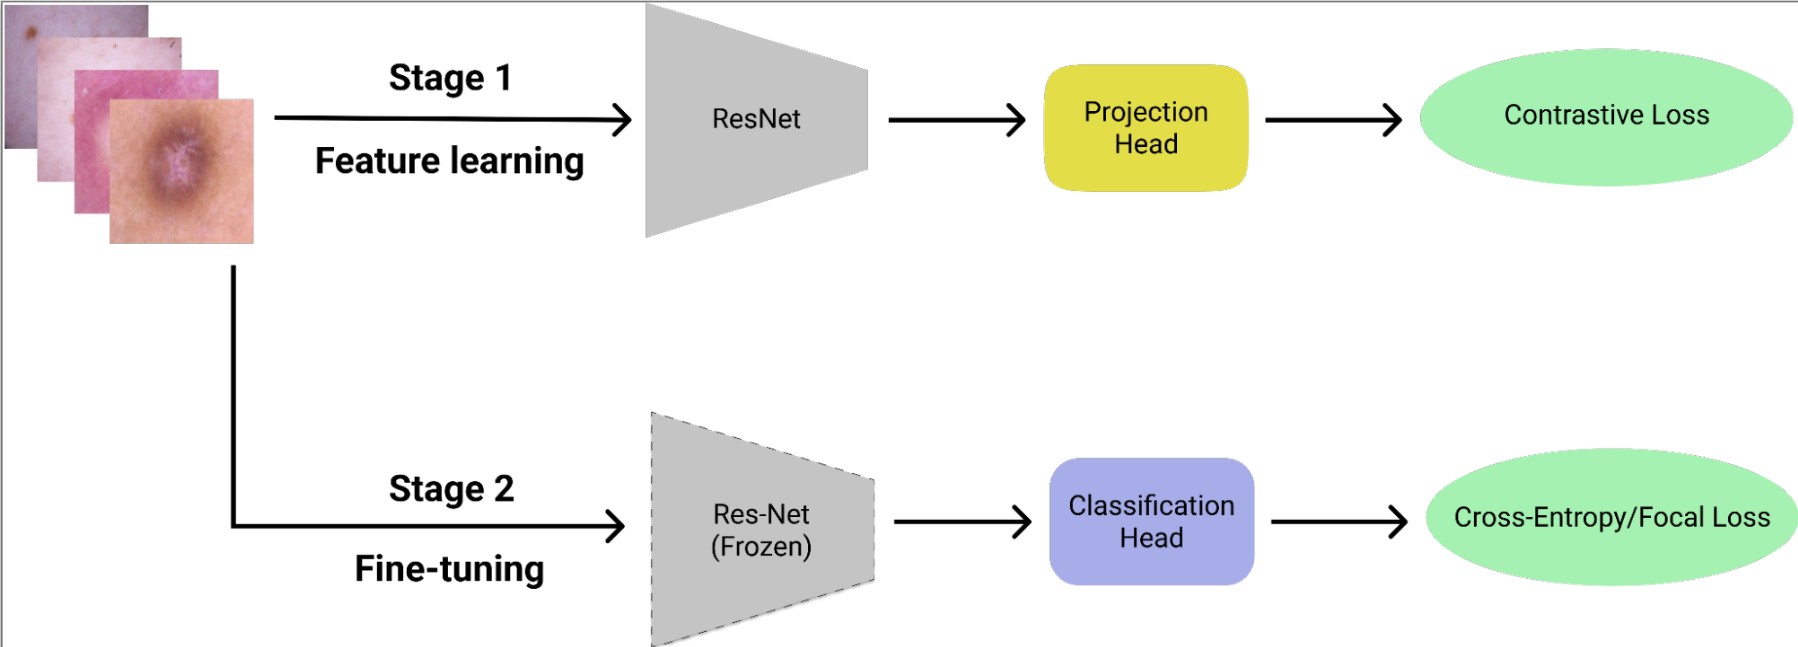 Stage 1
Feature learning
ResNet
Projection
Head
Contrastive Loss
Stage 2
Fine-tuning
Res-Net
(Frozen)
Classification
Head
Cross-Entropy/Focal Loss